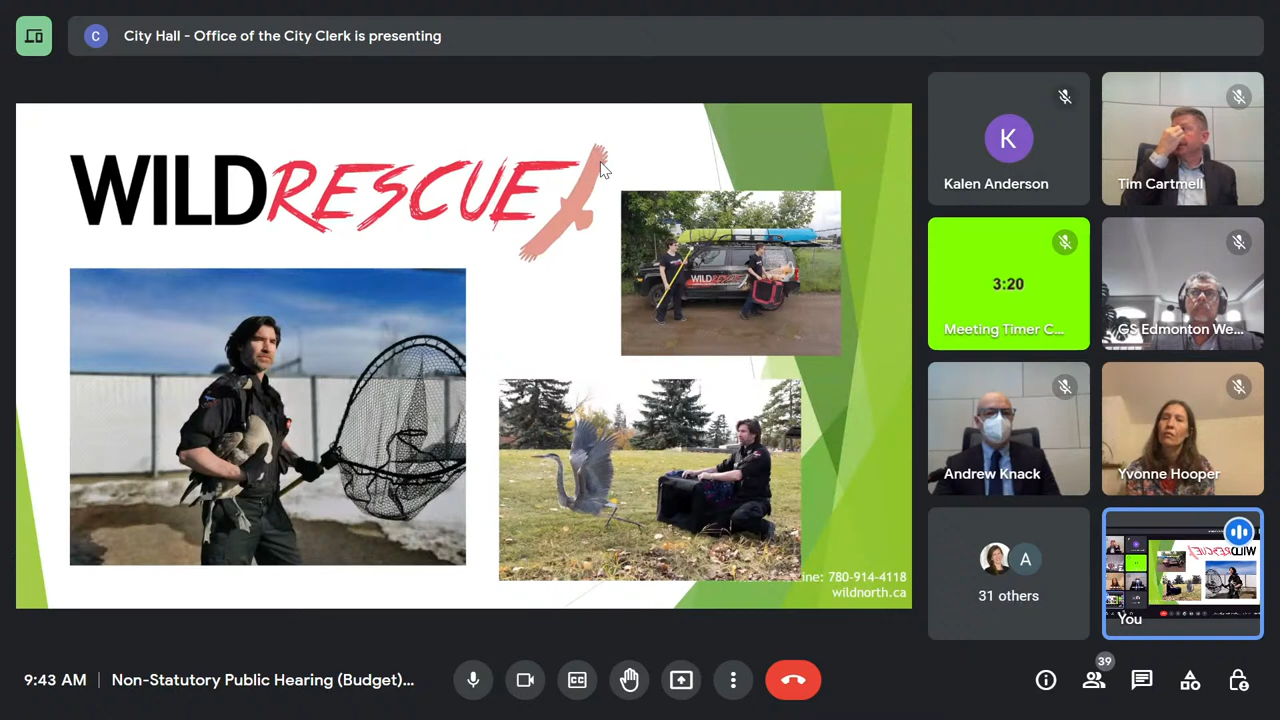 City Hall - Office of the City Clerk is presenting
C
WILDRESCUE
WILDRESCUE
ine: 780-914-4118
wildnorth.ca
K
Kalen Anderson
Tim Cartmell
3:20
Meeting Timer C...
GS Edmonton We...
Andrew Knack
Yvonne Hooper
A
31 others
WILDRESCUE
You
9:43 AM
Non-Statutory Public Hearing (Budget)...
CC
39